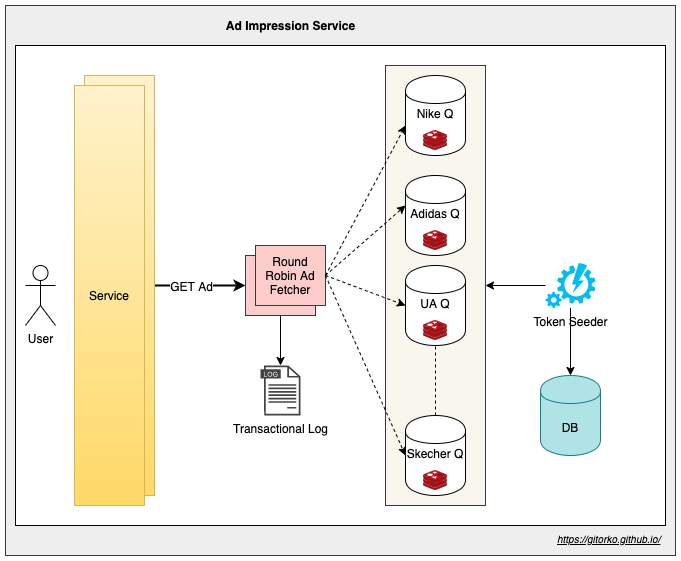 Ad Impression Service
Nike Q
Adidas Q
Round
Robin Ad
Fetcher
GET Ad
Service
UA Q
Token Seeder
User
LOG
Transactional Log
DB
Skecher Q
https://gitorko.github.io/